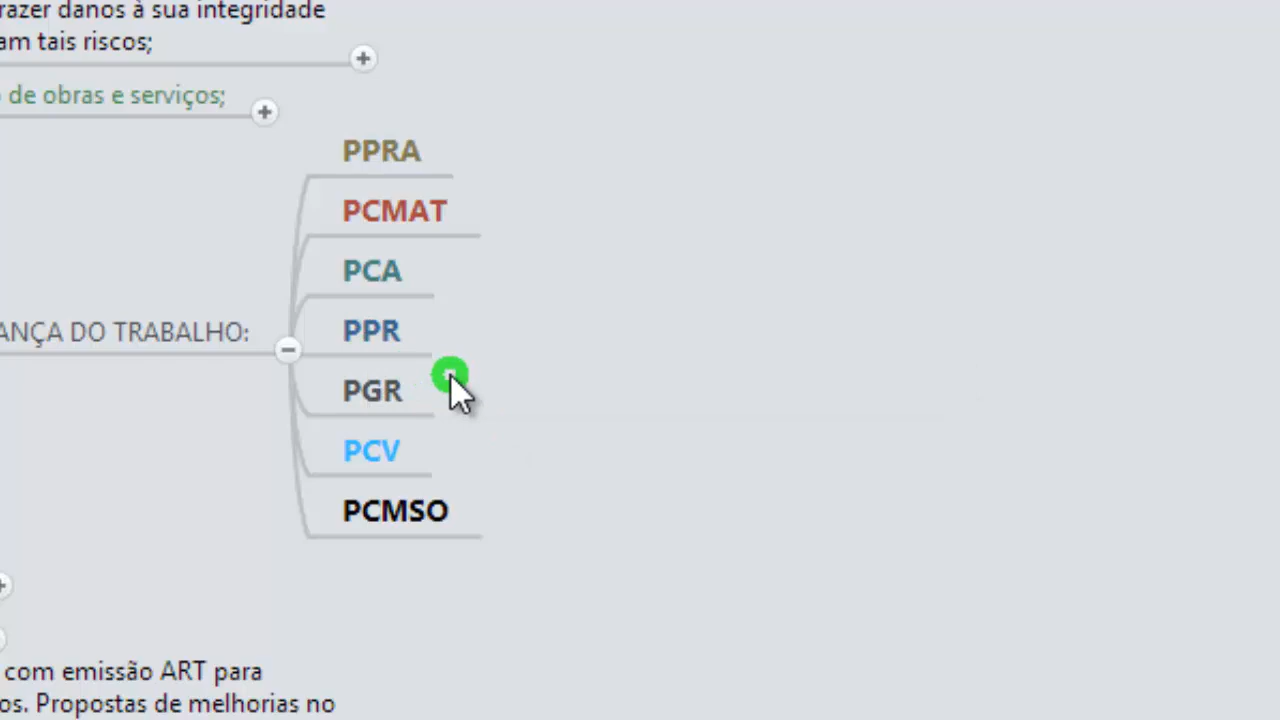 razer danos à sua integridade
am tais riscos;
de obras e serviços;
PPRA
PCMAT
PCA
PPR
ANÇA DO TRABALHO:
PGR
PCV
PCMSO
com emissão ART para
os. Propostas de melhorias no